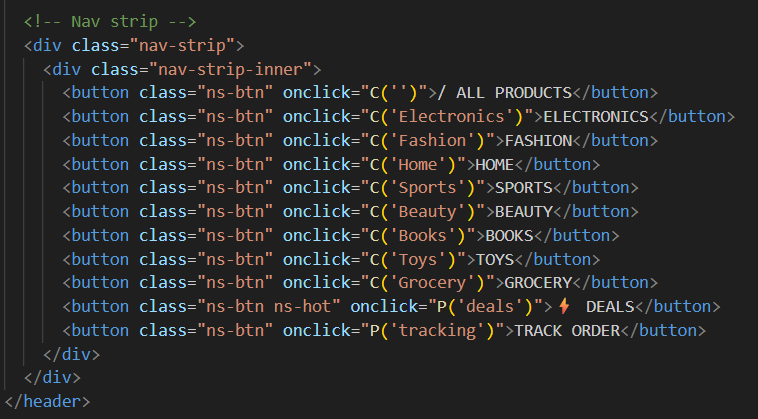 <!-- Nav strip -->
<div class="nav-strip">
<div class="nav-strip-inner">
<button class="ns-btn" onclick="C('')">/ ALL PRODUCTS</button>
<button class="ns-btn" onclick="C('Electronics')">ELECTRONICS</button>
<button class="ns-btn" onclick="C('Fashion')">FASHION</button>
<button class="ns-btn" onclick="C('Home')">HOME</button>
<button class="ns-btn" onclick="C('Sports')">SPORTS</button>
<button class="ns-btn" onclick="C('Beauty')">BEAUTY</button>
<button class="ns-btn" onclick="C('Books')">BOOKS</button>
<button class="ns-btn" onclick="C('Toys')">TOYS</button>
<button class="ns-btn" onclick="C('Grocery')">GROCERY</button>
<button class="ns-btn ns-hot" onclick="P('deals')">⚡ DEALS</button>
<button class="ns-btn" onclick="P('tracking')">TRACK ORDER</button>
</div>
</div>
</header>